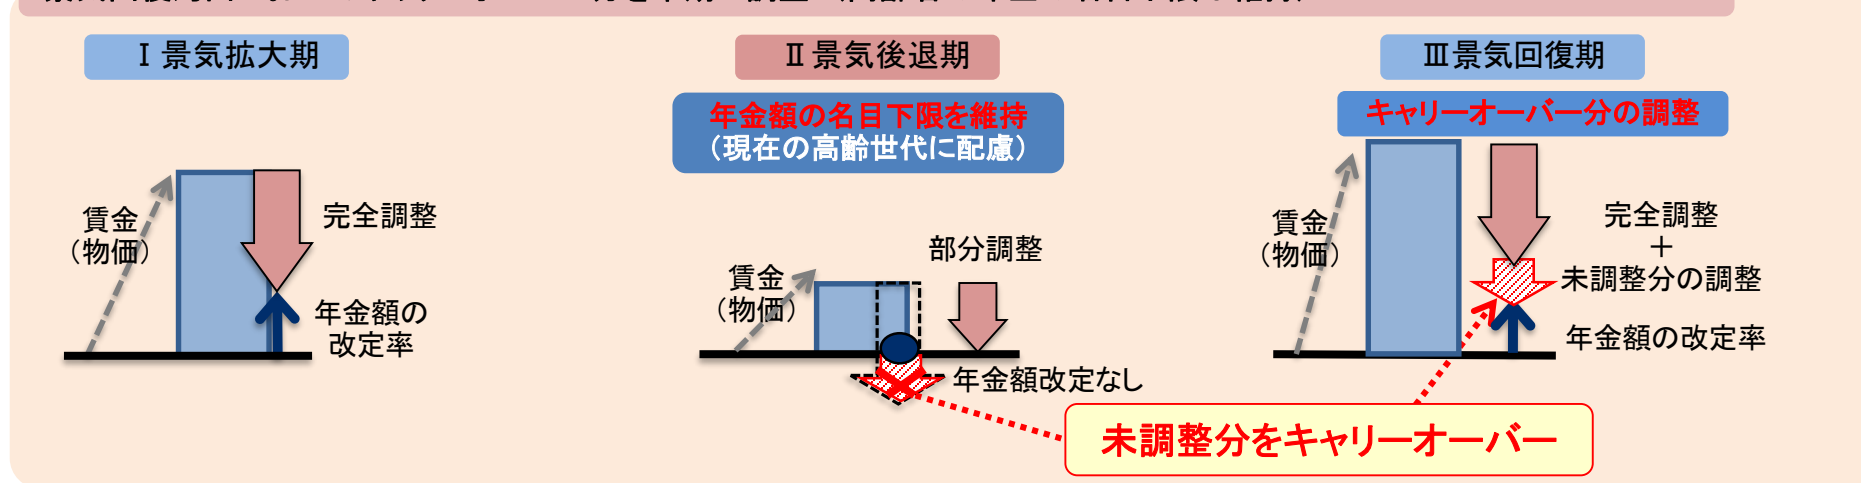 Ⅰ 景気拡大期
賃金
（物価）
完全調整
年金額の
改定率
Ⅱ 景気後退期
年金額の名目下限を維持
（現在の高齢世代に配慮）
賃金
（物価）
部分調整
年金額改定なし
Ⅲ景気回復期
キャリーオーバー分の調整
賃金
（物価）
完全調整
＋
未調整分の調整
年金額の改定率
未調整分をキャリーオーバー